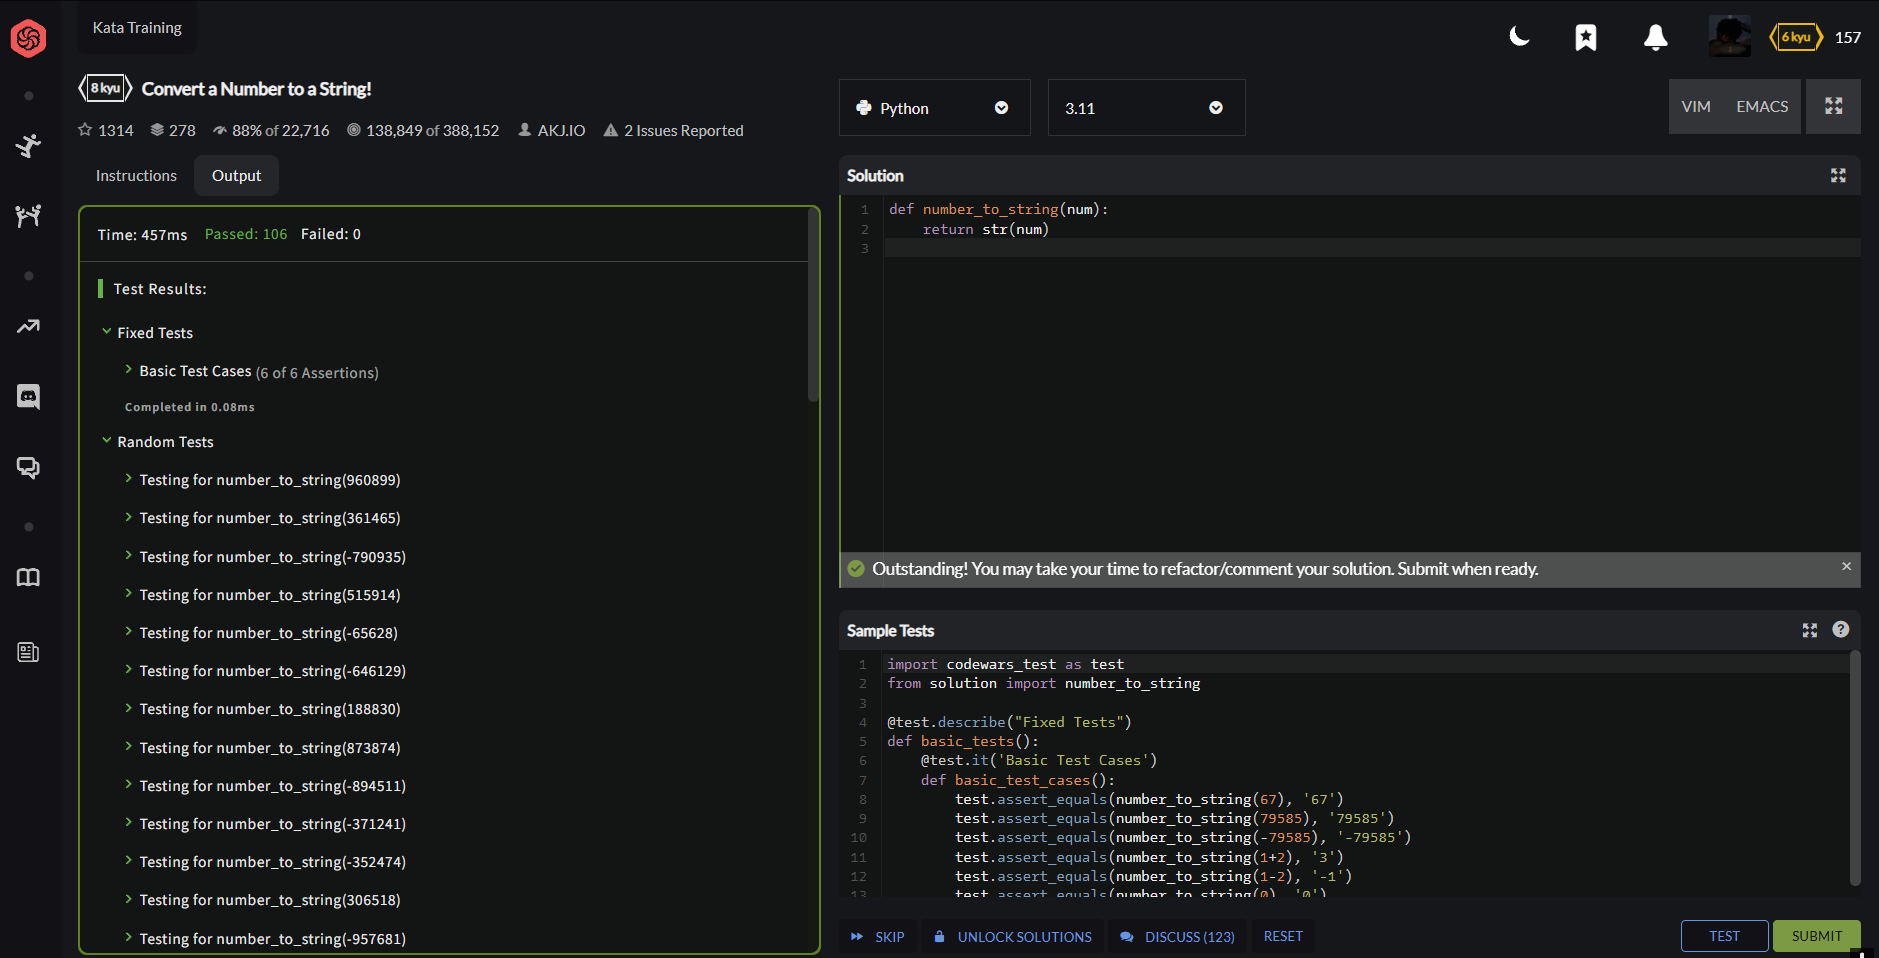 Kata Training
6 kyu 157
8 kyu Convert a Number to a String!
1314 278 88% of 22,716 138,849 of 388,152 AKJ.IO 2 Issues Reported
Instructions Output
Time: 457ms Passed: 106 Failed: 0
Test Results:
Fixed Tests
Basic Test Cases (6 of 6 Assertions)
Completed in 0.08ms
Random Tests
Testing for number_to_string(960899)
Testing for number_to_string(361465)
Testing for number_to_string(-790935)
Testing for number_to_string(515914)
Testing for number_to_string(-65628)
Testing for number_to_string(-646129)
Testing for number_to_string(188830)
Testing for number_to_string(873874)
Testing for number_to_string(-894511)
Testing for number_to_string(-371241)
Testing for number_to_string(-352474)
Testing for number_to_string(306518)
Testing for number_to_string(-957681)
Python 3.11 VIM EMACS
Solution
1 def number_to_string(num):
2     return str(num)
3
Outstanding! You may take your time to refactor/comment your solution. Submit when ready.
Sample Tests
1 import codewars_test as test
2 from solution import number_to_string
3
4 @test.describe("Fixed Tests")
5 def basic_tests():
6     @test.it('Basic Test Cases')
7     def basic_test_cases():
8         test.assert_equals(number_to_string(67), '67')
9         test.assert_equals(number_to_string(79585), '79585')
10         test.assert_equals(number_to_string(-79585), '-79585')
11         test.assert_equals(number_to_string(1+2), '3')
12         test.assert_equals(number_to_string(1-2), '-1')
13         test.assert_equals(number_to_string(0), '0')
SKIP UNLOCK SOLUTIONS DISCUSS (123) RESET TEST SUBMIT